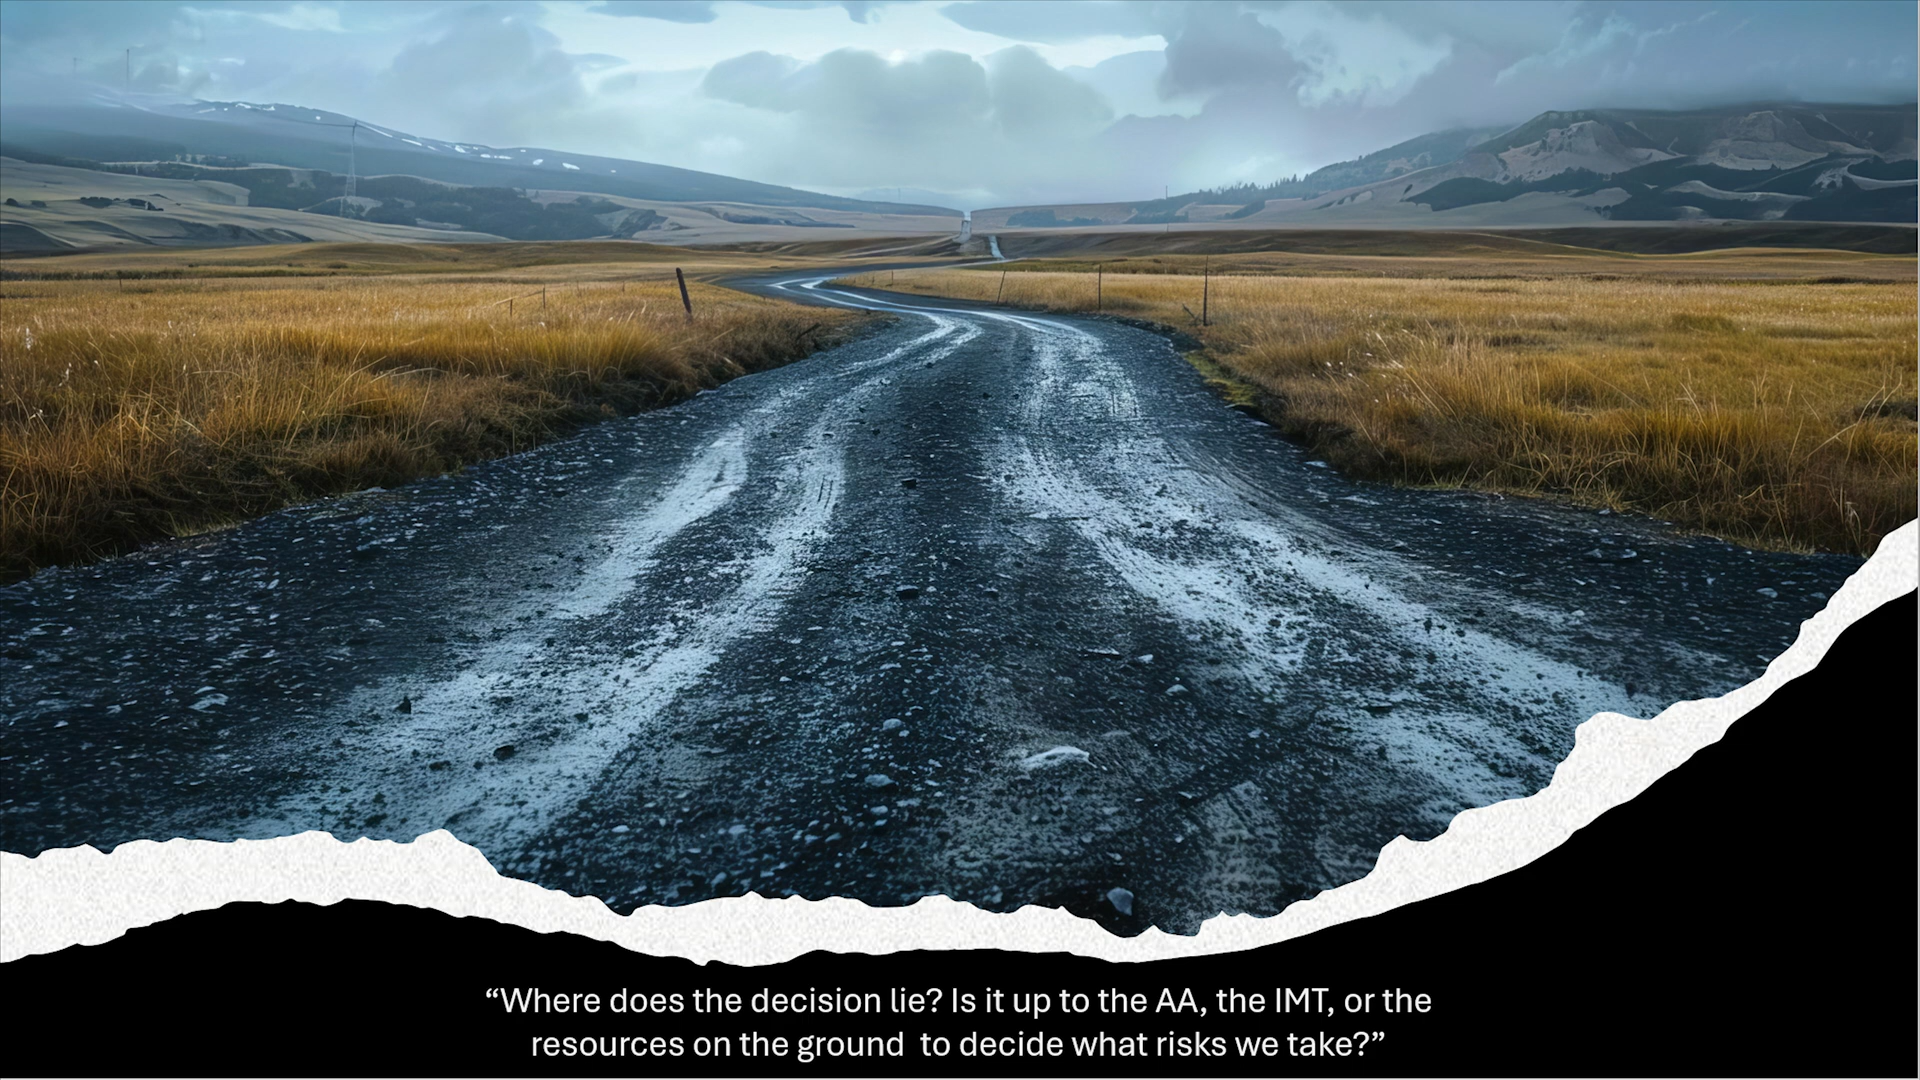 “Where does the decision lie? Is it up to the AA, the IMT, or the
resources on the ground  to decide what risks we take?”